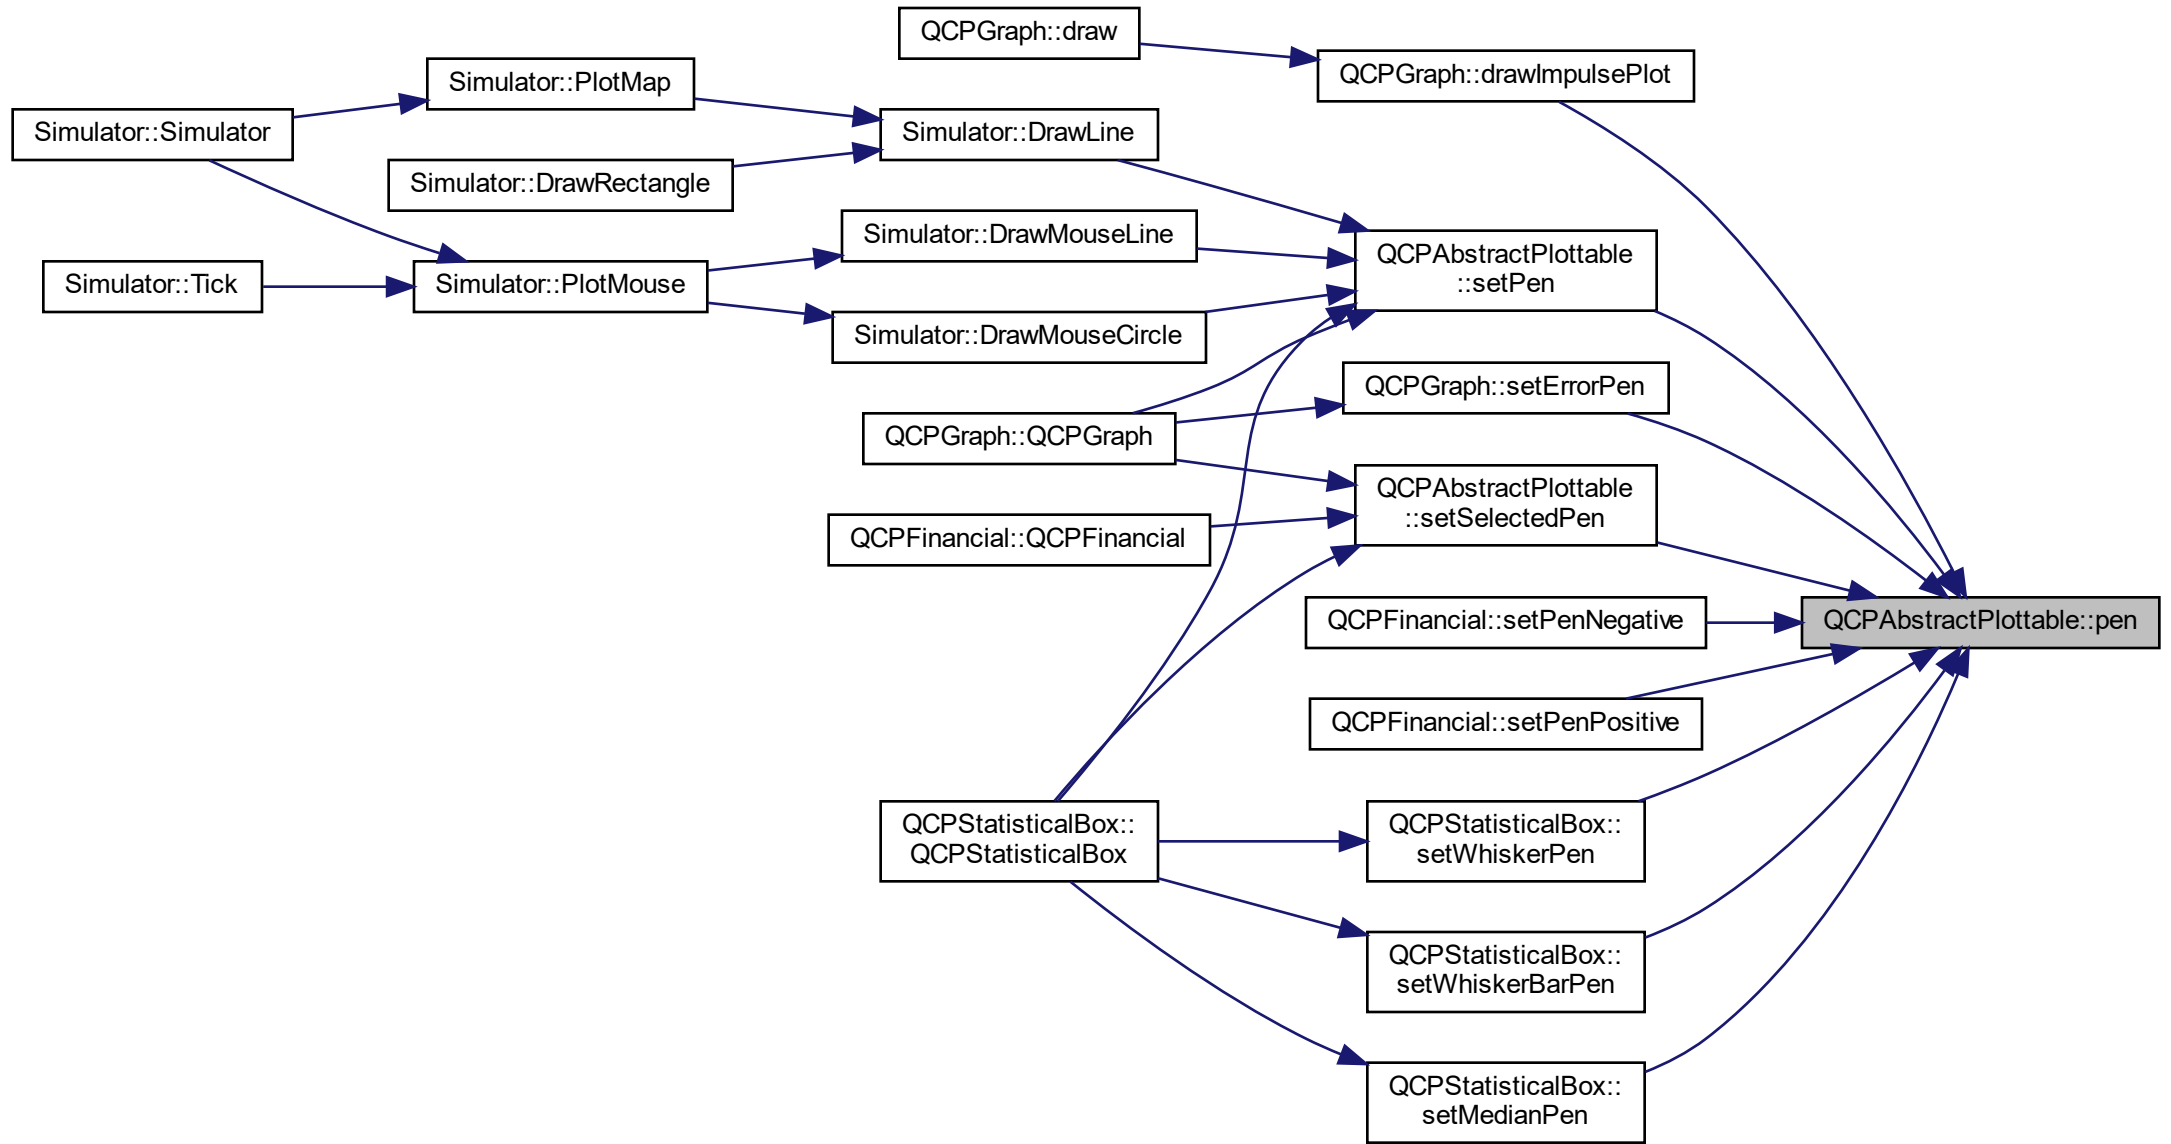 QCPGraph::draw
QCPGraph::drawImpulsePlot
Simulator::PlotMap
Simulator::Simulator
Simulator::DrawLine
Simulator::DrawRectangle
Simulator::DrawMouseLine
QCPAbstractPlottable
::setPen
Simulator::Tick
Simulator::PlotMouse
Simulator::DrawMouseCircle
QCPGraph::setErrorPen
QCPGraph::QCPGraph
QCPAbstractPlottable
::setSelectedPen
QCPFinancial::QCPFinancial
QCPFinancial::setPenNegative
QCPAbstractPlottable::pen
QCPFinancial::setPenPositive
QCPStatisticalBox::
QCPStatisticalBox
QCPStatisticalBox::
setWhiskerPen
QCPStatisticalBox::
setWhiskerBarPen
QCPStatisticalBox::
setMedianPen